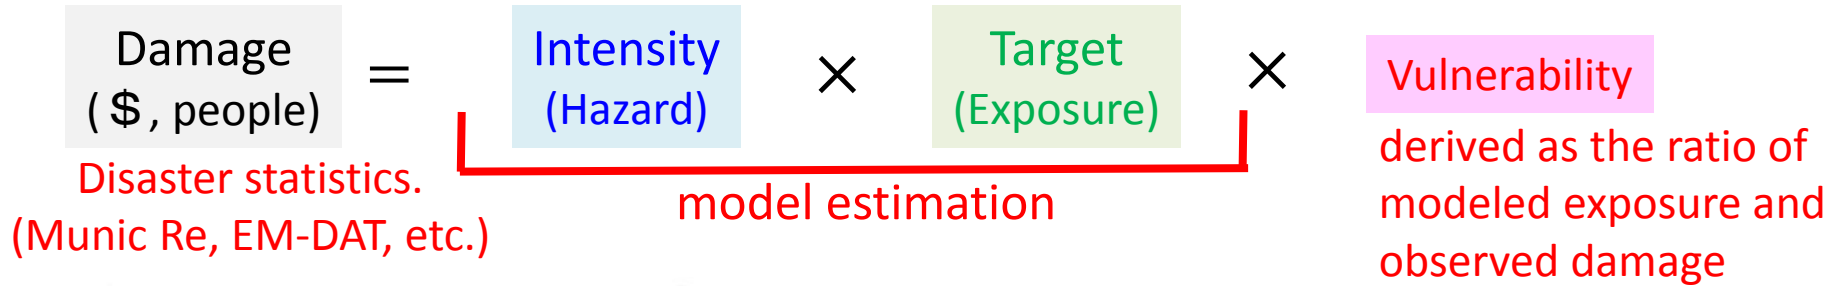 Damage
( $, people)
=
Intensity
(Hazard)
×
Target
(Exposure)
×
Vulnerability
Disaster statistics.
(Munic Re, EM-DAT, etc.)
model estimation
derived as the ratio of
modeled exposure and
observed damage